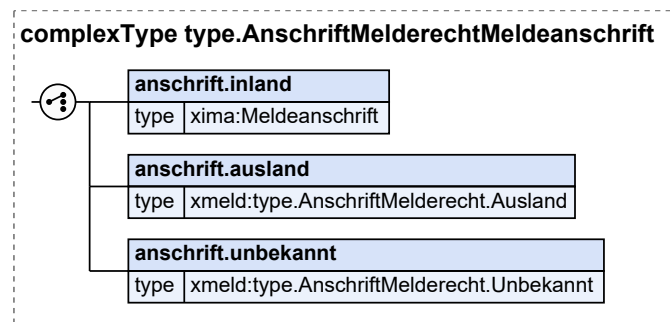 complexType type.AnschriftMelderechtMeldeanschrift
anschrift.inland
type xima:Meldeanschrift
anschrift.ausland
type xmeld:type.AnschriftMelderecht.Ausland
anschrift.unbekannt
type xmeld:type.AnschriftMelderecht.Unbekannt